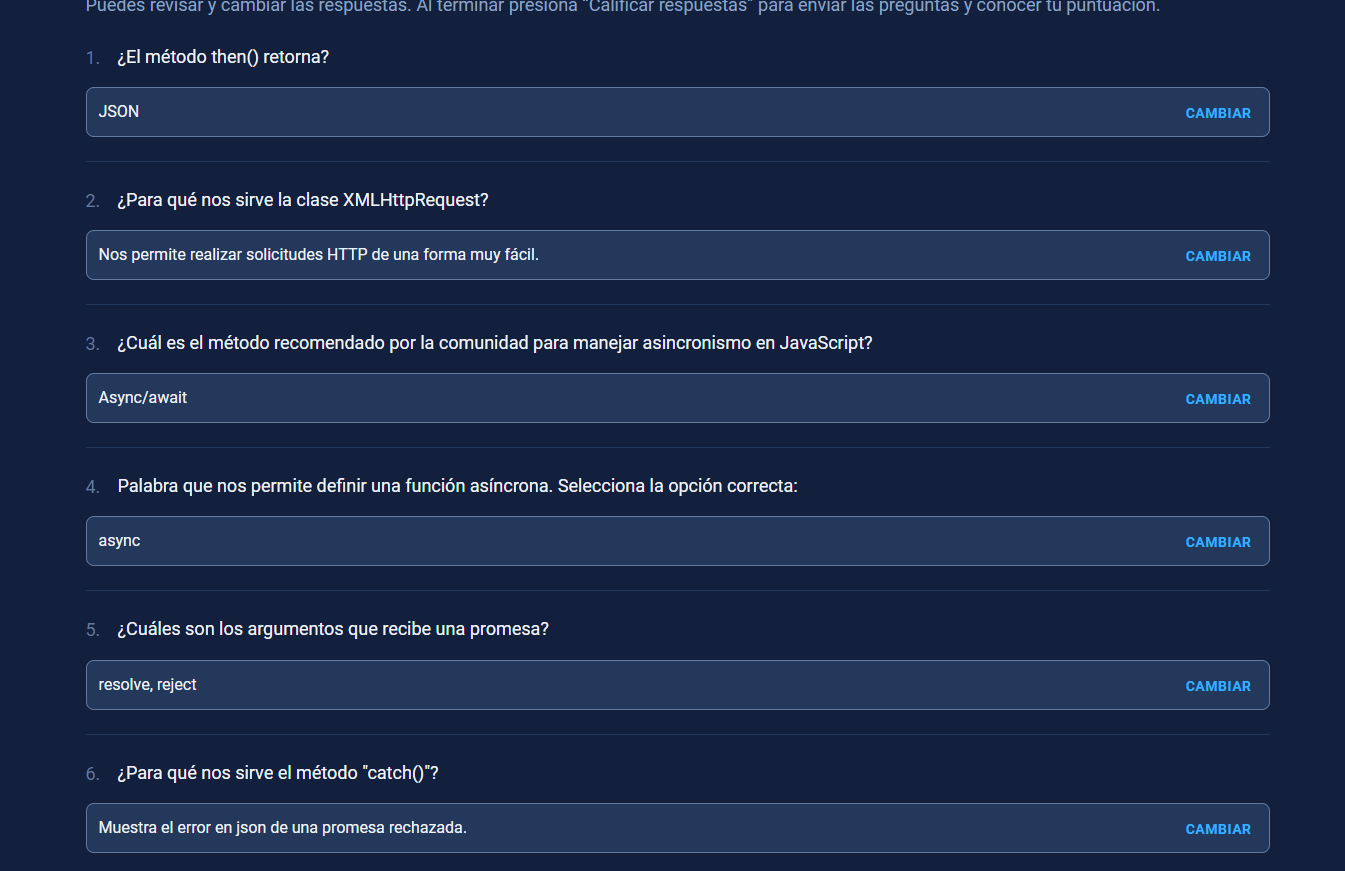 Puedes revisar y cambiar las respuestas. Al terminar presiona "Calificar respuestas" para enviar las preguntas y conocer tu puntuación.
1. ¿El método then() retorna?
JSON CAMBIAR
2. ¿Para qué nos sirve la clase XMLHttpRequest?
Nos permite realizar solicitudes HTTP de una forma muy fácil. CAMBIAR
3. ¿Cuál es el método recomendado por la comunidad para manejar asincronismo en JavaScript?
Async/await CAMBIAR
4. Palabra que nos permite definir una función asíncrona. Selecciona la opción correcta:
async CAMBIAR
5. ¿Cuáles son los argumentos que recibe una promesa?
resolve, reject CAMBIAR
6. ¿Para qué nos sirve el método "catch()"?
Muestra el error en json de una promesa rechazada. CAMBIAR